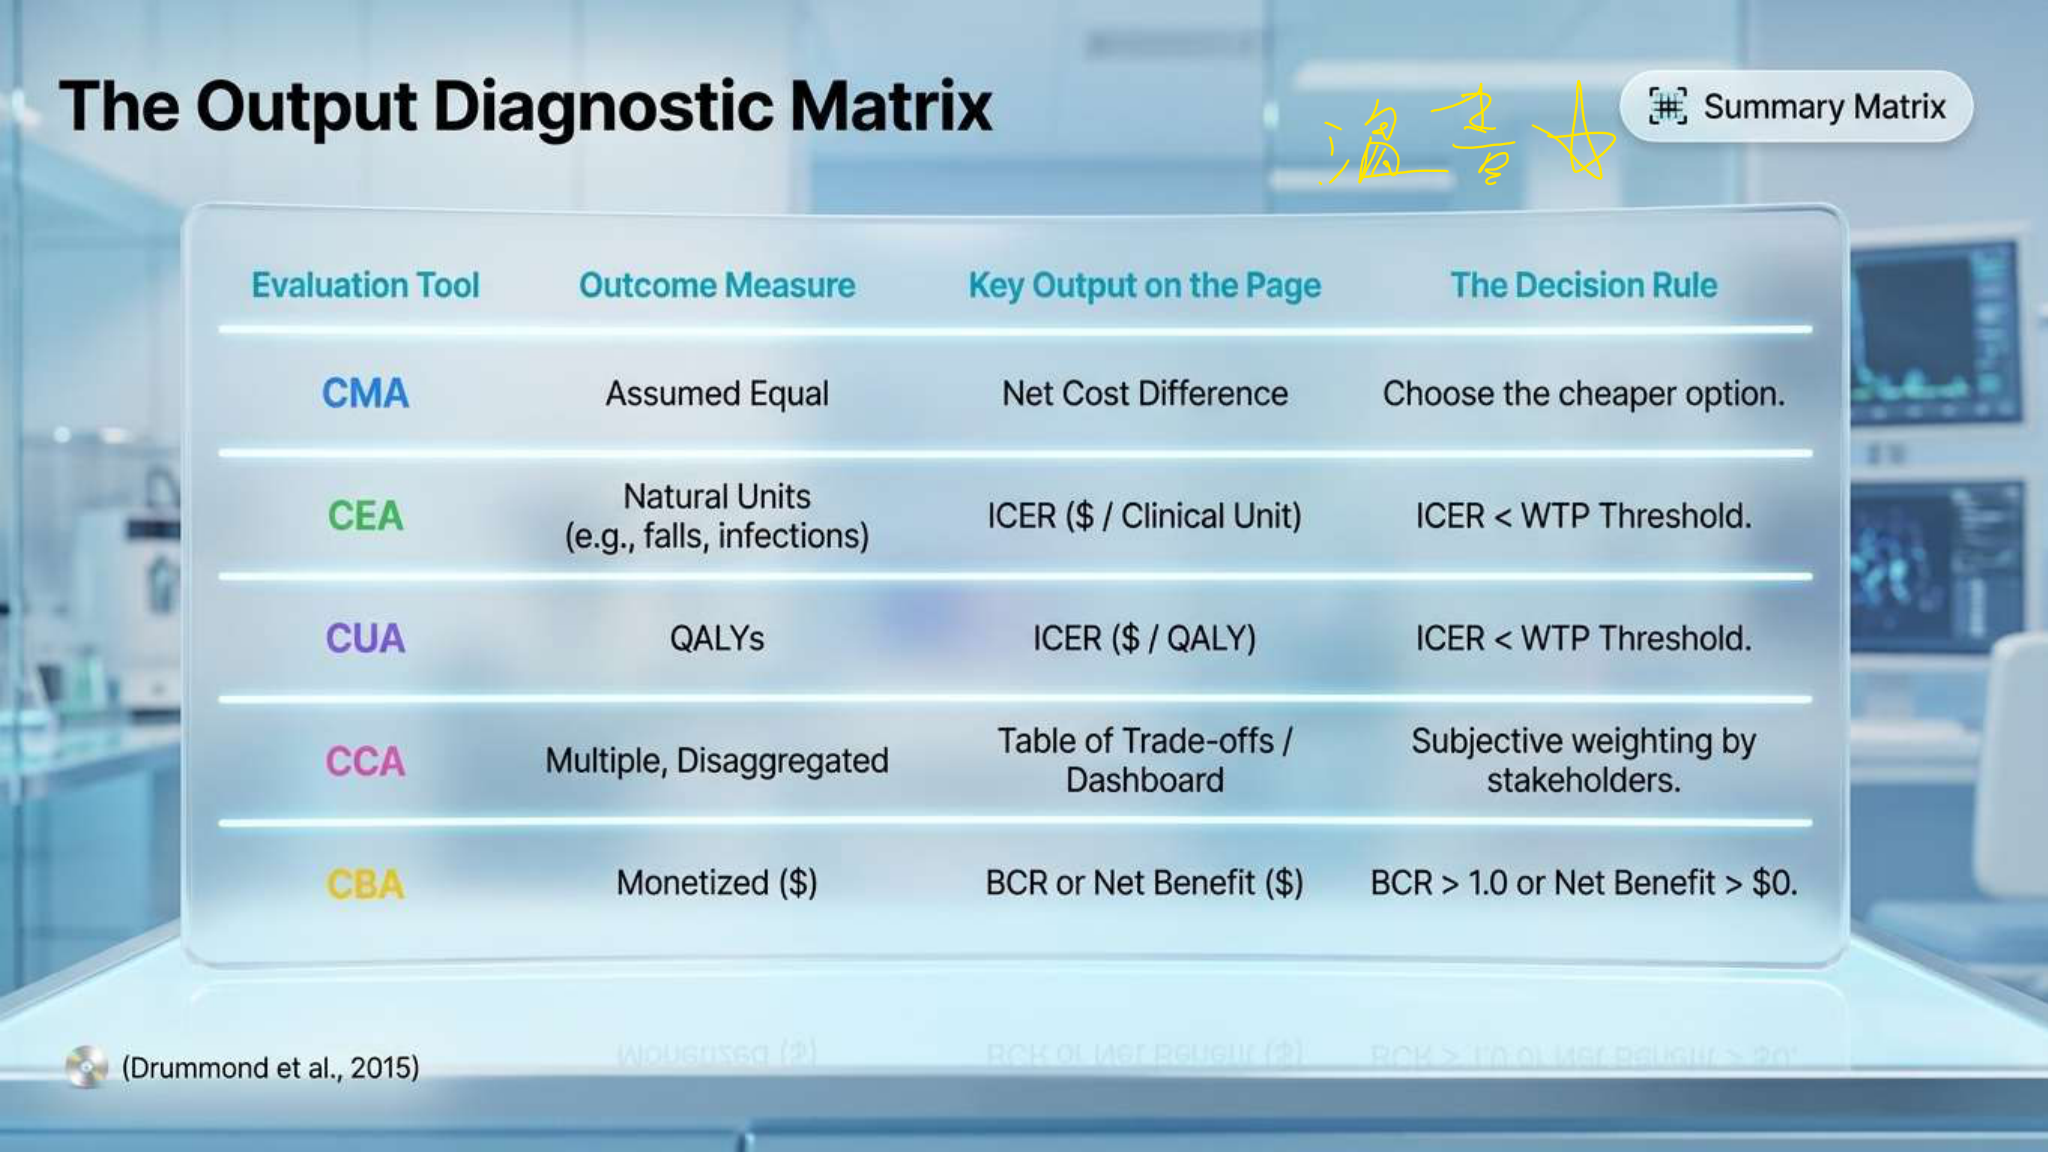 The Output Diagnostic Matrix
Summary Matrix
Evaluation Tool Outcome Measure Key Output on the Page The Decision Rule
CMA Assumed Equal Net Cost Difference Choose the cheaper option.
CEA Natural Units (e.g., falls, infections) ICER ($ / Clinical Unit) ICER < WTP Threshold.
CUA QALYs ICER ($ / QALY) ICER < WTP Threshold.
CCA Multiple, Disaggregated Table of Trade-offs / Dashboard Subjective weighting by stakeholders.
CBA Monetized ($) BCR or Net Benefit ($) BCR > 1.0 or Net Benefit > $0.
(Drummond et al., 2015)